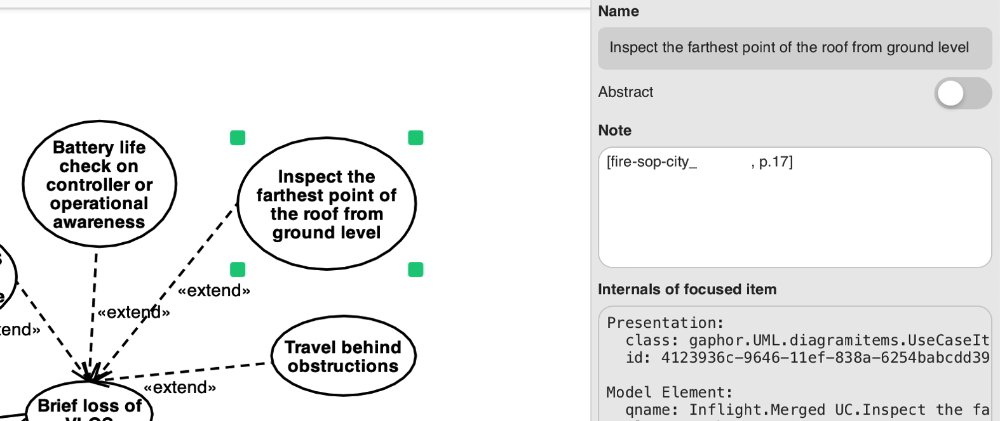 Battery life
check on
controller or
operational
awareness
Inspect the
farthest point of
the roof from
ground level
«extend»
«extend»
tend»
Travel behind
obstructions
«extend»
Brief loss of
VLOS
Name
Inspect the farthest point of the roof from ground level
Abstract
Note
[fire-sop-city_ , p.17]
Internals of focused item
Presentation:
class: gaphor.UML.diagramitems.UseCaseIt
id: 4123936c-9646-11ef-838a-6254babcdd39
Model Element:
qname: Inflight.Merged UC.Inspect the fa